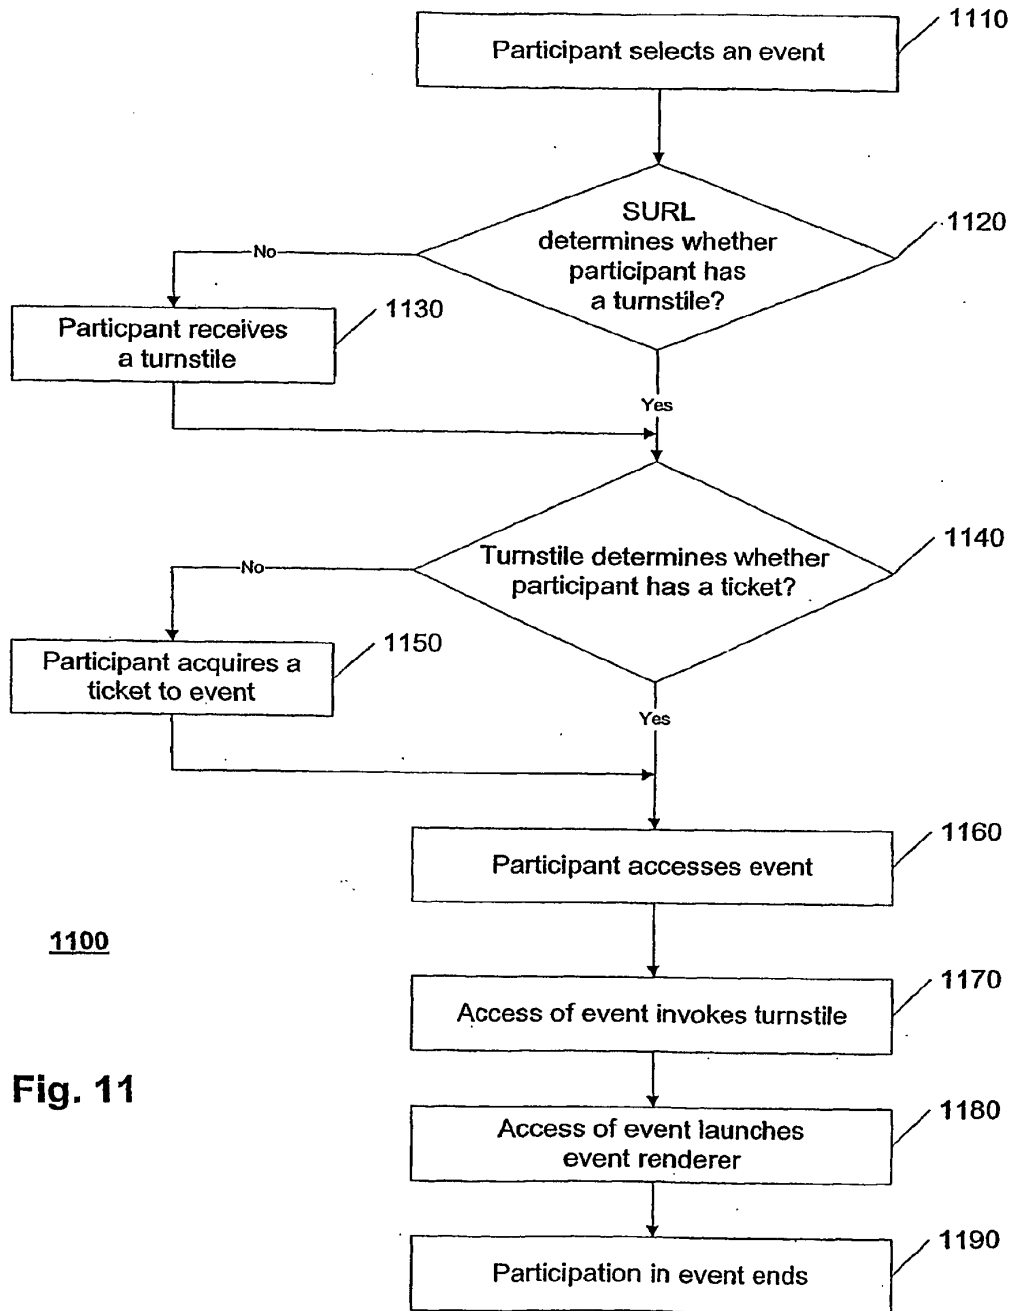 1110
Participant selects an event
SURL
determines whether
participant has
a turnstile?
1120
No
Particpant receives
a turnstile
1130
Yes
Turnstile determines whether
participant has a ticket?
1140
No
Participant acquires a
ticket to event
1150
Yes
Participant accesses event
1160
1100
Access of event invokes turnstile
1170
Fig. 11
Access of event launches
event renderer
1180
Participation in event ends
1190